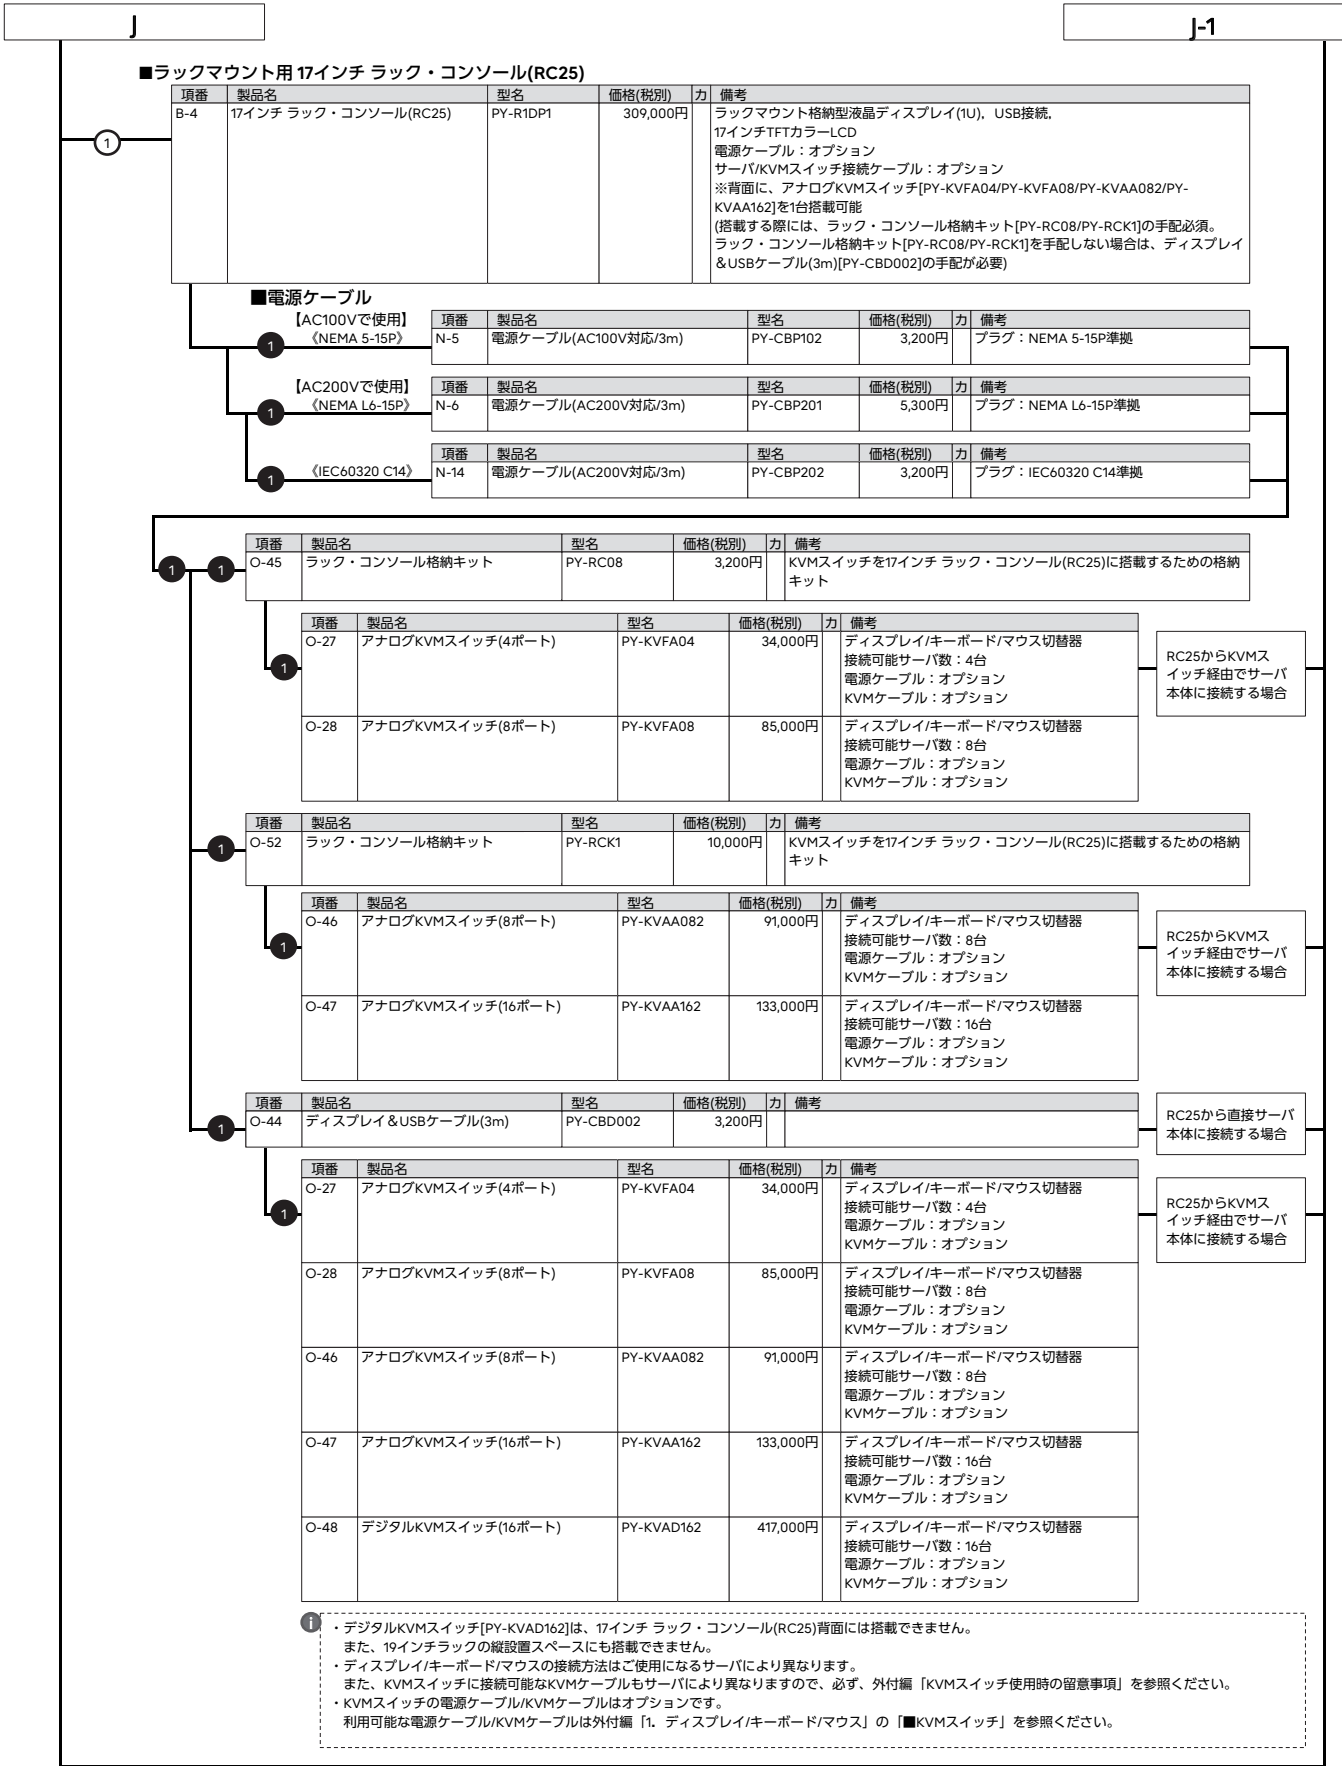 J
J-1
■ラックマウント用 17インチ ラック・コンソール(RC25)
項番 製品名 型名 価格(税別) カ 備考
B-4 17インチ ラック・コンソール(RC25) PY-R1DP1 309,000円 ラックマウント格納型液晶ディスプレイ(1U)，USB接続，
17インチTFTカラーLCD
電源ケーブル：オプション
サーバ/KVMスイッチ接続ケーブル：オプション
※背面に、アナログKVMスイッチ[PY-KVFA04/PY-KVFA08/PY-KVAA082/PY-
KVAA162]を1台搭載可能
(搭載する際には、ラック・コンソール格納キット[PY-RC08/PY-RCK1]の手配必須。
ラック・コンソール格納キット[PY-RC08/PY-RCK1]を手配しない場合は、ディスプレイ
＆USBケーブル(3m)[PY-CBD002]の手配が必要)
1
■電源ケーブル
【AC100Vで使用】
項番 製品名 型名 価格(税別) カ 備考
1 《NEMA 5-15P》 N-5 電源ケーブル(AC100V対応/3m) PY-CBP102 3,200円 プラグ：NEMA 5-15P準拠
【AC200Vで使用】
項番 製品名 型名 価格(税別) カ 備考
1 《NEMA L6-15P》 N-6 電源ケーブル(AC200V対応/3m) PY-CBP201 5,300円 プラグ：NEMA L6-15P準拠
項番 製品名 型名 価格(税別) カ 備考
1 《IEC60320 C14》 N-14 電源ケーブル(AC200V対応/3m) PY-CBP202 3,200円 プラグ：IEC60320 C14準拠
項番 製品名 型名 価格(税別) カ 備考
1 1 O-45 ラック・コンソール格納キット PY-RC08 3,200円 KVMスイッチを17インチ ラック・コンソール(RC25)に搭載するための格納
キット
項番 製品名 型名 価格(税別) カ 備考
1 O-27 アナログKVMスイッチ(4ポート) PY-KVFA04 34,000円 ディスプレイ/キーボード/マウス切替器
接続可能サーバ数：4台
電源ケーブル：オプション
KVMケーブル：オプション
RC25からKVMス
イッチ経由でサーバ
本体に接続する場合
O-28 アナログKVMスイッチ(8ポート) PY-KVFA08 85,000円 ディスプレイ/キーボード/マウス切替器
接続可能サーバ数：8台
電源ケーブル：オプション
KVMケーブル：オプション
項番 製品名 型名 価格(税別) カ 備考
1 O-52 ラック・コンソール格納キット PY-RCK1 10,000円 KVMスイッチを17インチ ラック・コンソール(RC25)に搭載するための格納
キット
項番 製品名 型名 価格(税別) カ 備考
1 O-46 アナログKVMスイッチ(8ポート) PY-KVAA082 91,000円 ディスプレイ/キーボード/マウス切替器
接続可能サーバ数：8台
電源ケーブル：オプション
KVMケーブル：オプション
RC25からKVMス
イッチ経由でサーバ
本体に接続する場合
O-47 アナログKVMスイッチ(16ポート) PY-KVAA162 133,000円 ディスプレイ/キーボード/マウス切替器
接続可能サーバ数：16台
電源ケーブル：オプション
KVMケーブル：オプション
項番 製品名 型名 価格(税別) カ 備考
1 O-44 ディスプレイ＆USBケーブル(3m) PY-CBD002 3,200円
RC25から直接サーバ
本体に接続する場合
項番 製品名 型名 価格(税別) カ 備考
1 O-27 アナログKVMスイッチ(4ポート) PY-KVFA04 34,000円 ディスプレイ/キーボード/マウス切替器
接続可能サーバ数：4台
電源ケーブル：オプション
KVMケーブル：オプション
RC25からKVMス
イッチ経由でサーバ
本体に接続する場合
O-28 アナログKVMスイッチ(8ポート) PY-KVFA08 85,000円 ディスプレイ/キーボード/マウス切替器
接続可能サーバ数：8台
電源ケーブル：オプション
KVMケーブル：オプション
O-46 アナログKVMスイッチ(8ポート) PY-KVAA082 91,000円 ディスプレイ/キーボード/マウス切替器
接続可能サーバ数：8台
電源ケーブル：オプション
KVMケーブル：オプション
O-47 アナログKVMスイッチ(16ポート) PY-KVAA162 133,000円 ディスプレイ/キーボード/マウス切替器
接続可能サーバ数：16台
電源ケーブル：オプション
KVMケーブル：オプション
O-48 デジタルKVMスイッチ(16ポート) PY-KVAD162 417,000円 ディスプレイ/キーボード/マウス切替器
接続可能サーバ数：16台
電源ケーブル：オプション
KVMケーブル：オプション
i
・デジタルKVMスイッチ[PY-KVAD162]は、17インチ ラック・コンソール(RC25)背面には搭載できません。
また、19インチラックの縦設置スペースにも搭載できません。
・ディスプレイ/キーボード/マウスの接続方法はご使用になるサーバにより異なります。
また、KVMスイッチに接続可能なKVMケーブルもサーバにより異なりますので、必ず、外付編「KVMスイッチ使用時の留意事項」を参照ください。
・KVMスイッチの電源ケーブル/KVMケーブルはオプションです。
利用可能な電源ケーブル/KVMケーブルは外付編「1．ディスプレイ/キーボード/マウス」の「■KVMスイッチ」を参照ください。